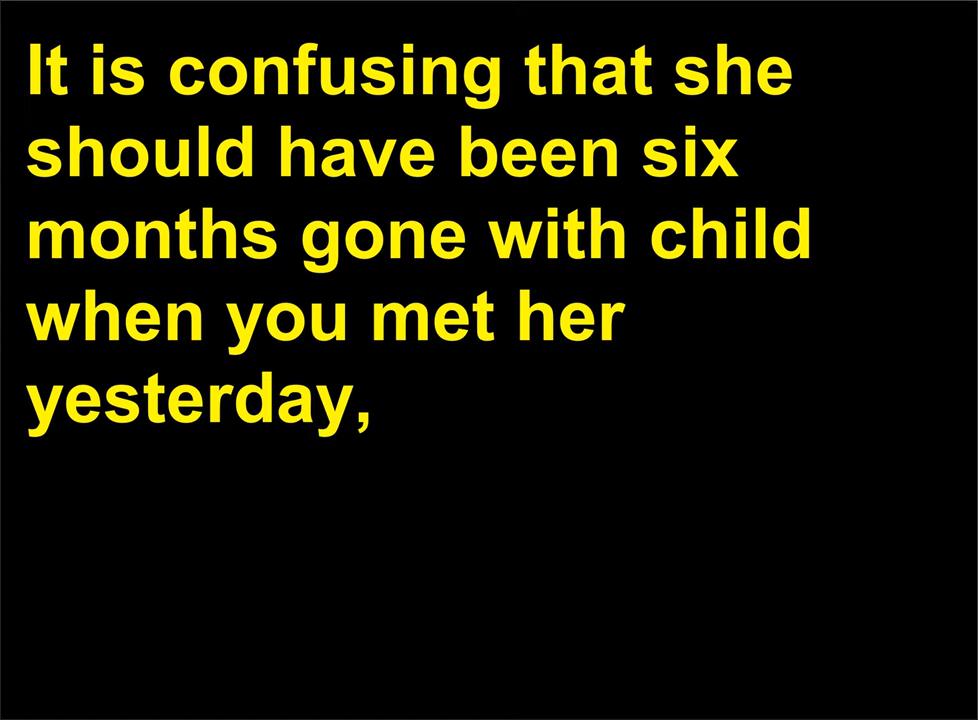 It is confusing that she
should have been six
months gone with child
when you met her
yesterday,